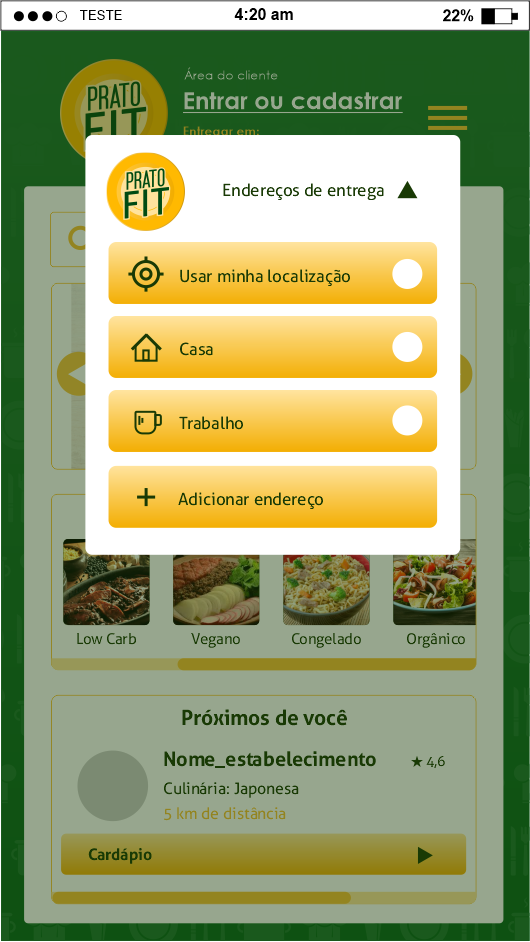 TESTE
4:20 am
22%
PRATO
FIT
Área do cliente
Entrar ou cadastrar
Entregar em:
PRATO
FIT
Endereços de entrega
Usar minha localização
Casa
Trabalho
Adicionar endereço
Low Carb
Vegano
Congelado
Orgânico
Próximos de você
Nome_estabelecimento
★ 4,6
Culinária: Japonesa
5 km de distância
Cardápio